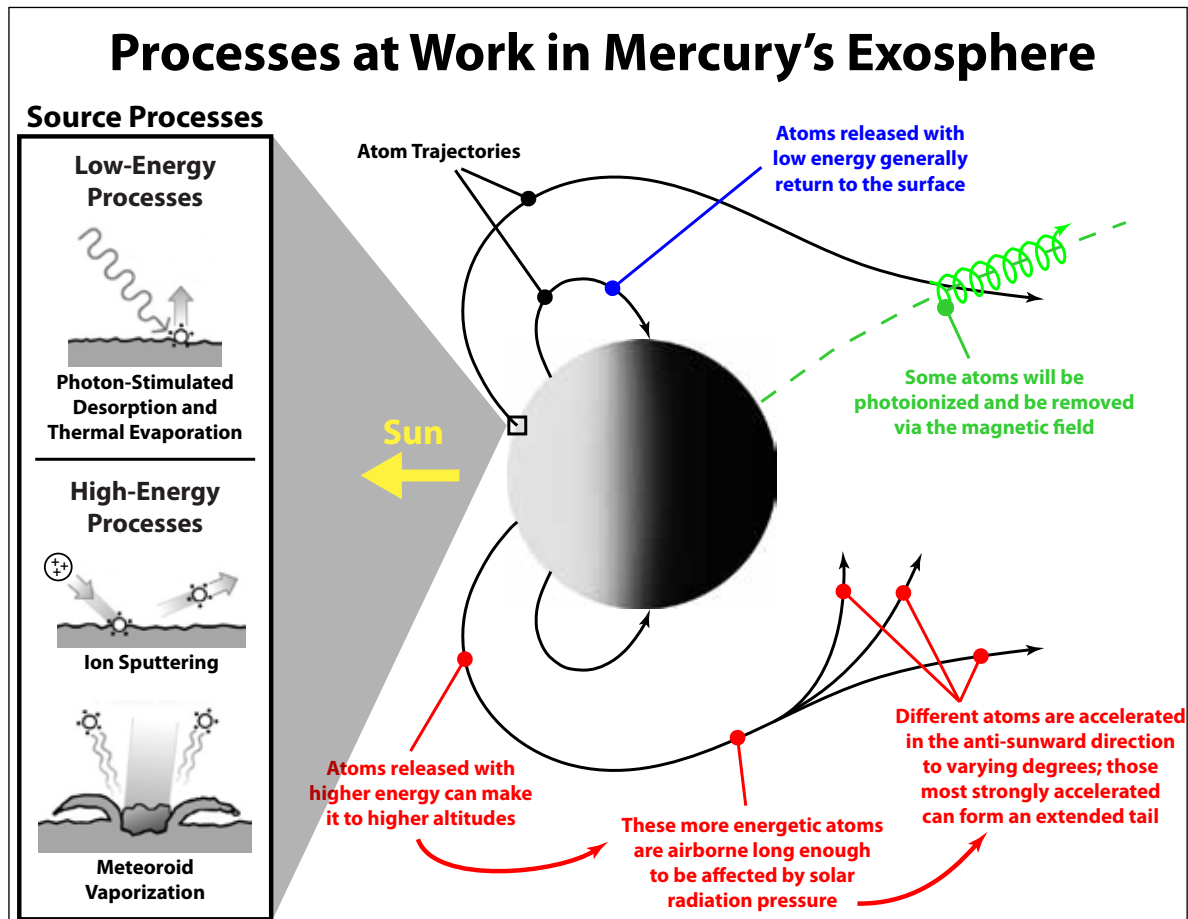 Processes at Work in Mercury's Exosphere
Source Processes
Low-Energy
Processes
Photon-Stimulated
Desorption and
Thermal Evaporation
High-Energy
Processes
++
+
Ion Sputtering
Meteoroid
Vaporization
Atom Trajectories
Atoms released with
low energy generally
return to the surface
Some atoms will be
photoionized and be removed
via the magnetic field
Sun
Atoms released with
higher energy can make
it to higher altitudes
These more energetic atoms
are airborne long enough
to be affected by solar
radiation pressure
Different atoms are accelerated
in the anti-sunward direction
to varying degrees; those
most strongly accelerated
can form an extended tail